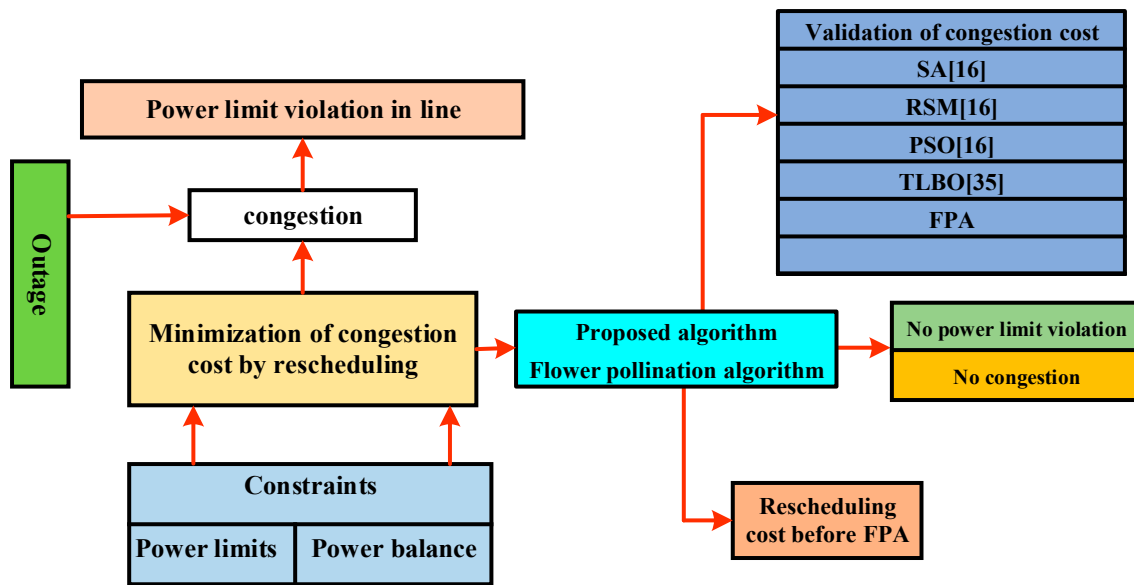 Validation of congestion cost
SA[16]
RSM[16]
PSO[16]
TLBO[35]
FPA
Power limit violation in line
congestion
Outage
Minimization of congestion
cost by rescheduling
Proposed algorithm
Flower pollination algorithm
No power limit violation
No congestion
Constraints
Power limits
Power balance
Rescheduling
cost before FPA